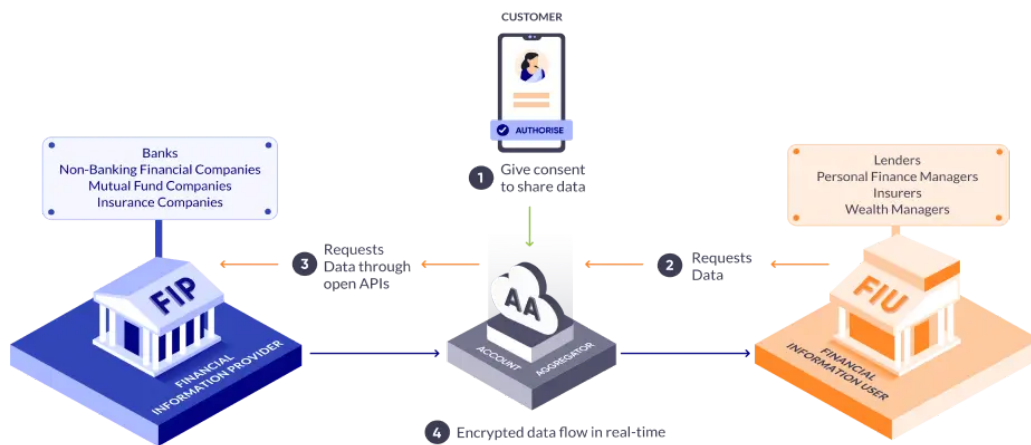 CUSTOMER
AUTHORISE
1 Give consent
to share data
Banks
Non-Banking Financial Companies
Mutual Fund Companies
Insurance Companies
Lenders
Personal Finance Managers
Insurers
Wealth Managers
3 Requests
Data through
open APIs
2 Requests
Data
FIP
FINANCIAL
INFORMATION PROVIDER
AA
ACCOUNT
AGGREGATOR
FIU
FINANCIAL
INFORMATION USER
4 Encrypted data flow in real-time